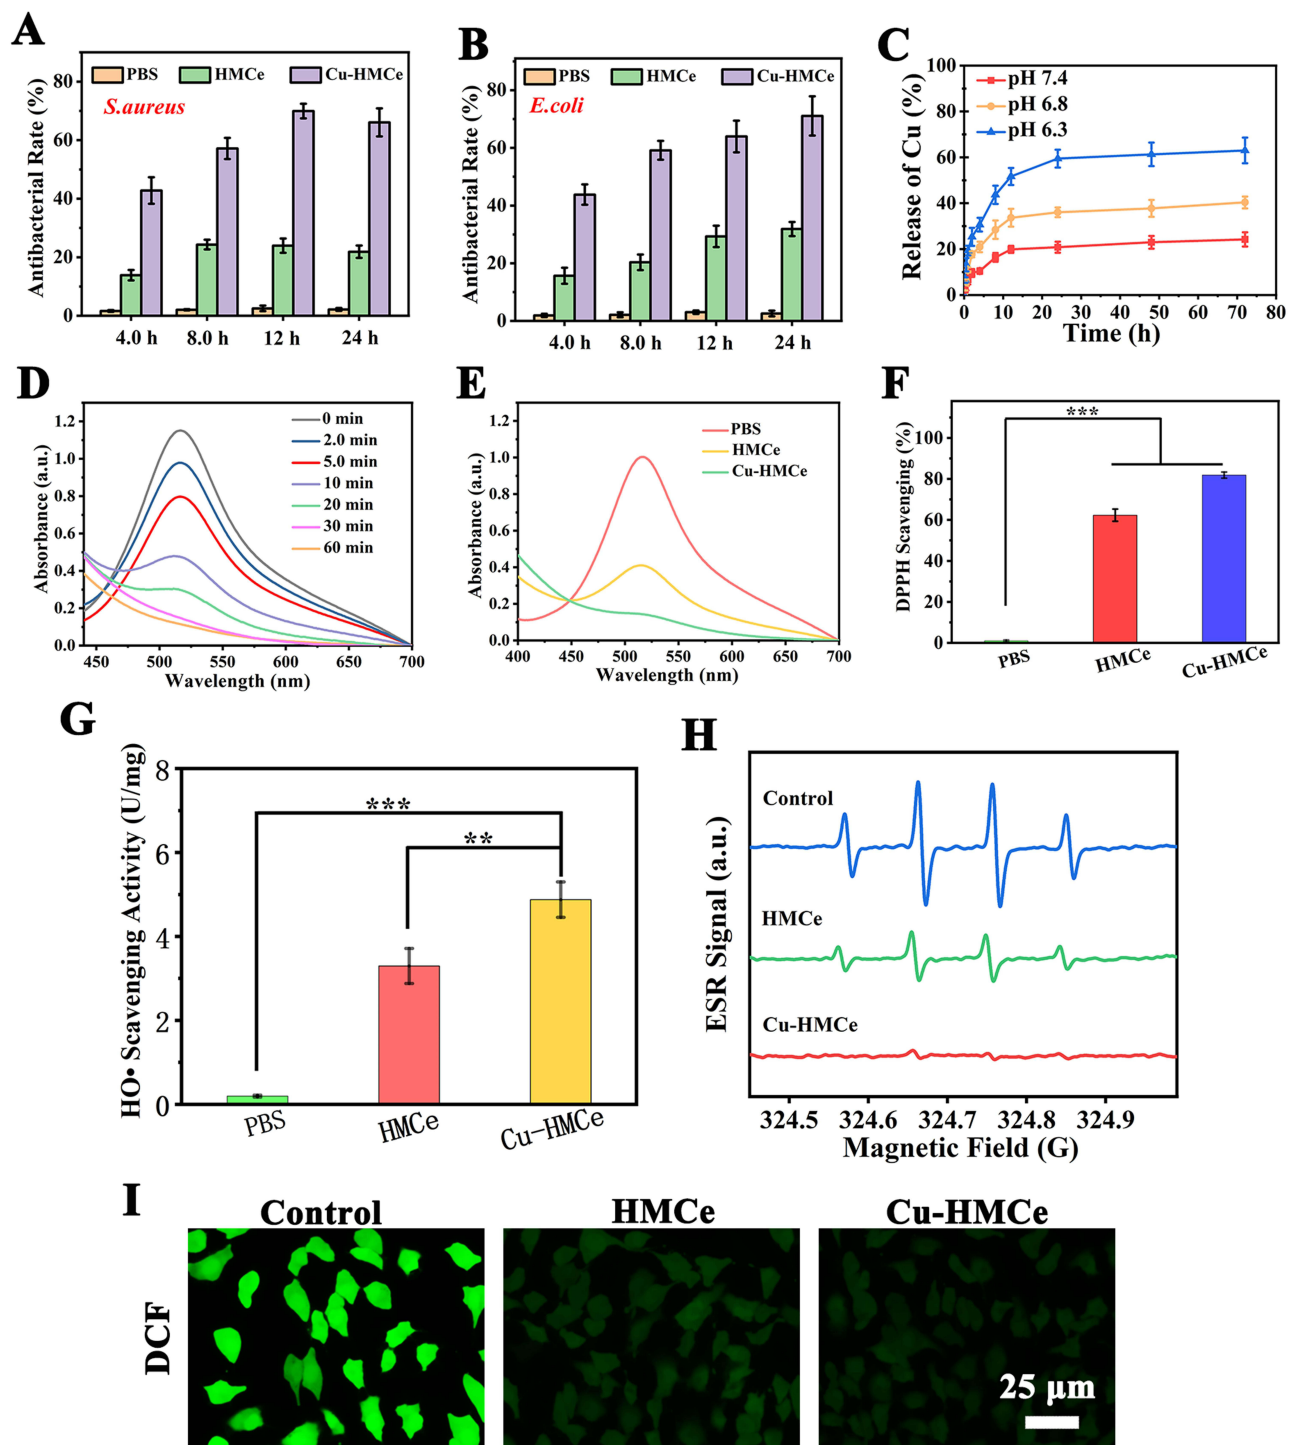 A
Antibacterial Rate (%)
80
60
40
20
0
PBS HMCe Cu-HMCe
S.aureus
4.0 h 8.0 h 12 h 24 h
B
Antibacterial Rate (%)
80
60
40
20
0
PBS HMCe Cu-HMCe
E.coli
4.0 h 8.0 h 12 h 24 h
C
Release of Cu (%)
100
80
60
40
20
0
pH 7.4
pH 6.8
pH 6.3
0 10 20 30 40 50 60 70 80
Time (h)
D
Absorbance (a.u.)
1.2
1.0
0.8
0.6
0.4
0.2
0.0
0 min
2.0 min
5.0 min
10 min
20 min
30 min
60 min
450 500 550 600 650 700
Wavelength (nm)
E
Absorbance (a.u.)
1.2
1.0
0.8
0.6
0.4
0.2
0.0
PBS
HMCe
Cu-HMCe
400 450 500 550 600 650 700
Wavelength (nm)
F
DPPH Scavenging (%)
100
80
60
40
20
0
***
PBS HMCe Cu-HMCe
G
HO• Scavenging Activity (U/mg)
8
6
4
2
0
***
**
PBS HMCe Cu-HMCe
H
ESR Signal (a.u.)
Control
HMCe
Cu-HMCe
324.5 324.6 324.7 324.8 324.9
Magnetic Field (G)
I
Control HMCe Cu-HMCe
DCF
25 μm